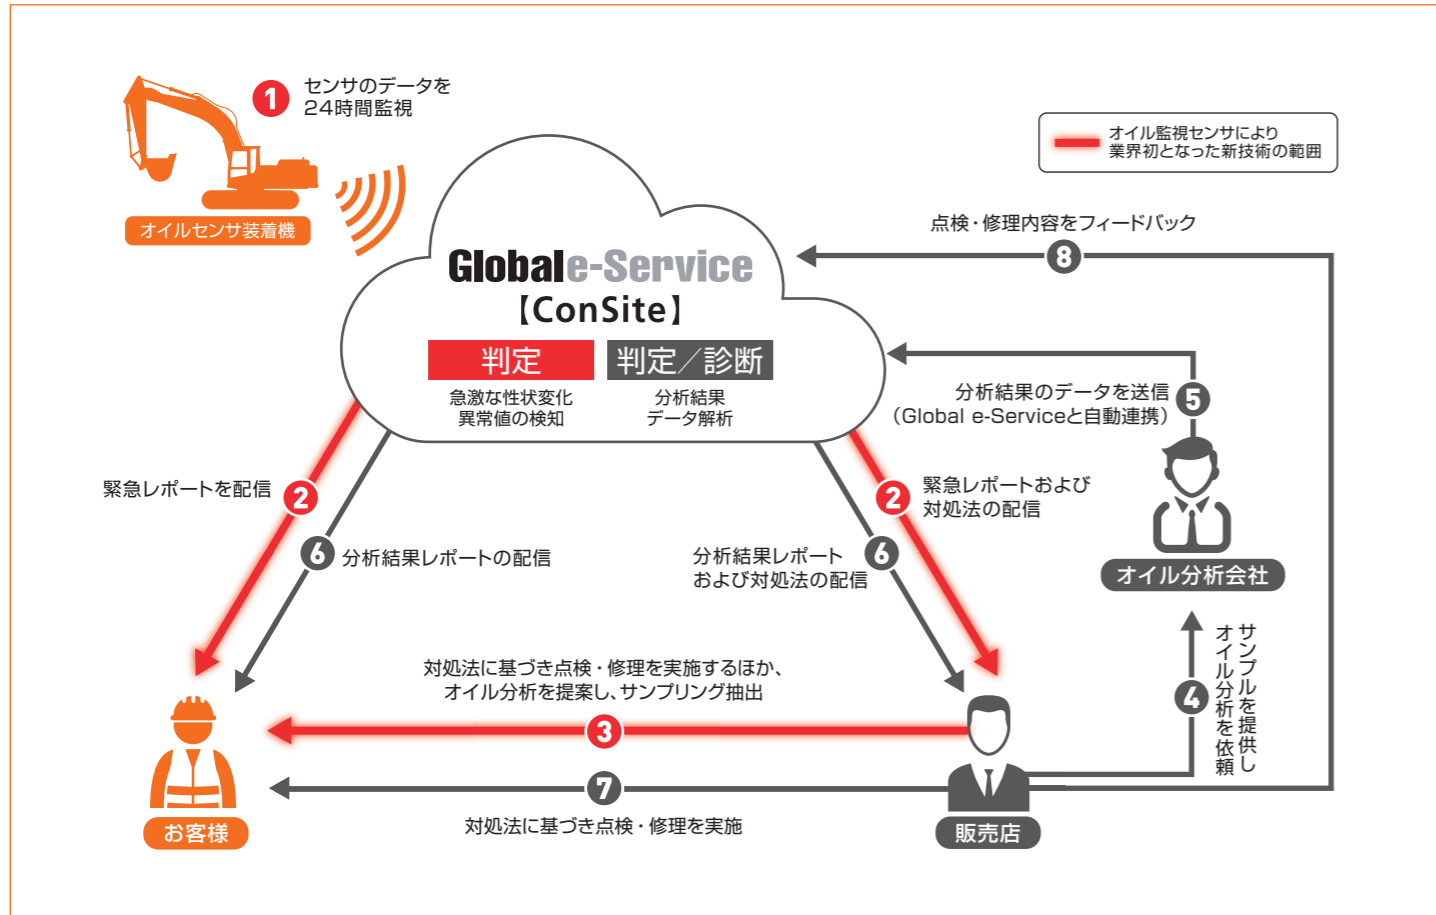 1
センサのデータを
24時間監視
オイルセンサ装着機
オイル監視センサにより
業界初となった新技術の範囲
点検・修理内容をフィードバック
8
Global e-Service
【ConSite】
判定
急激な性状変化
異常値の検知
判定／診断
分析結果
データ解析
分析結果のデータを送信
（Global e-Serviceと自動連携）
5
オイル分析会社
緊急レポートを配信
2
6
分析結果レポートの配信
分析結果レポート
および対処法の配信
6
2
緊急レポートおよび
対処法の配信
対処法に基づき点検・修理を実施するほか、
オイル分析を提案し、サンプリング抽出
3
4
サンプルを提供し
オイル分析を依頼
7
対処法に基づき点検・修理を実施
お客様
販売店